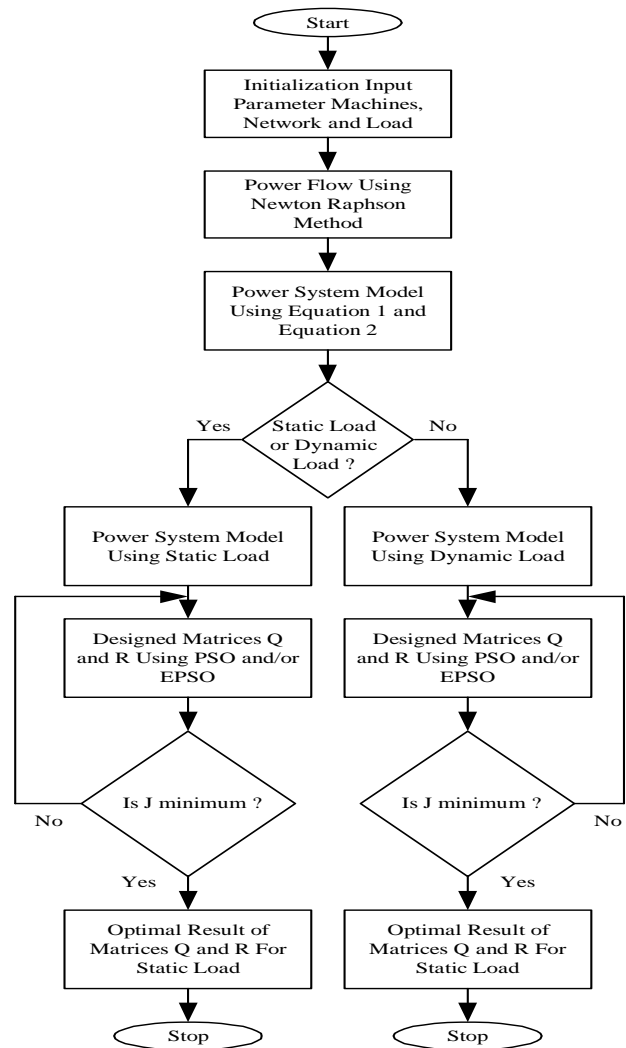 Start
Initialization Input
Parameter Machines,
Network and Load
Power Flow Using
Newton Raphson
Method
Power System Model
Using Equation 1 and
Equation 2
Yes
Static Load
or Dynamic
Load ?
No
Power System Model
Using Static Load
Power System Model
Using Dynamic Load
Designed Matrices Q
and R Using PSO and/or
EPSO
Designed Matrices Q
and R Using PSO and/or
EPSO
Is J minimum ?
No
Yes
Is J minimum ?
No
Yes
Optimal Result of
Matrices Q and R For
Static Load
Optimal Result of
Matrices Q and R For
Static Load
Stop
Stop